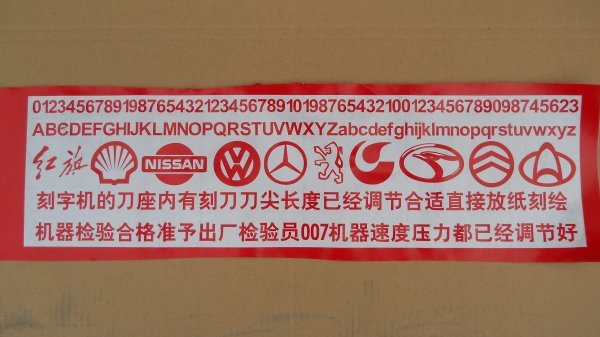 012345678919876543212345678910198765432100123456789098745623
ABCDEFGHIJKLMNOPQRSTUVWXYZabcdefghijklmnopqrstuvwxyz
红旗 NISSAN
刻字机的刀座内有刻刀刀尖长度已经调节合适直接放纸刻绘
机器检验合格准予出厂检验员007机器速度压力都已经调节好